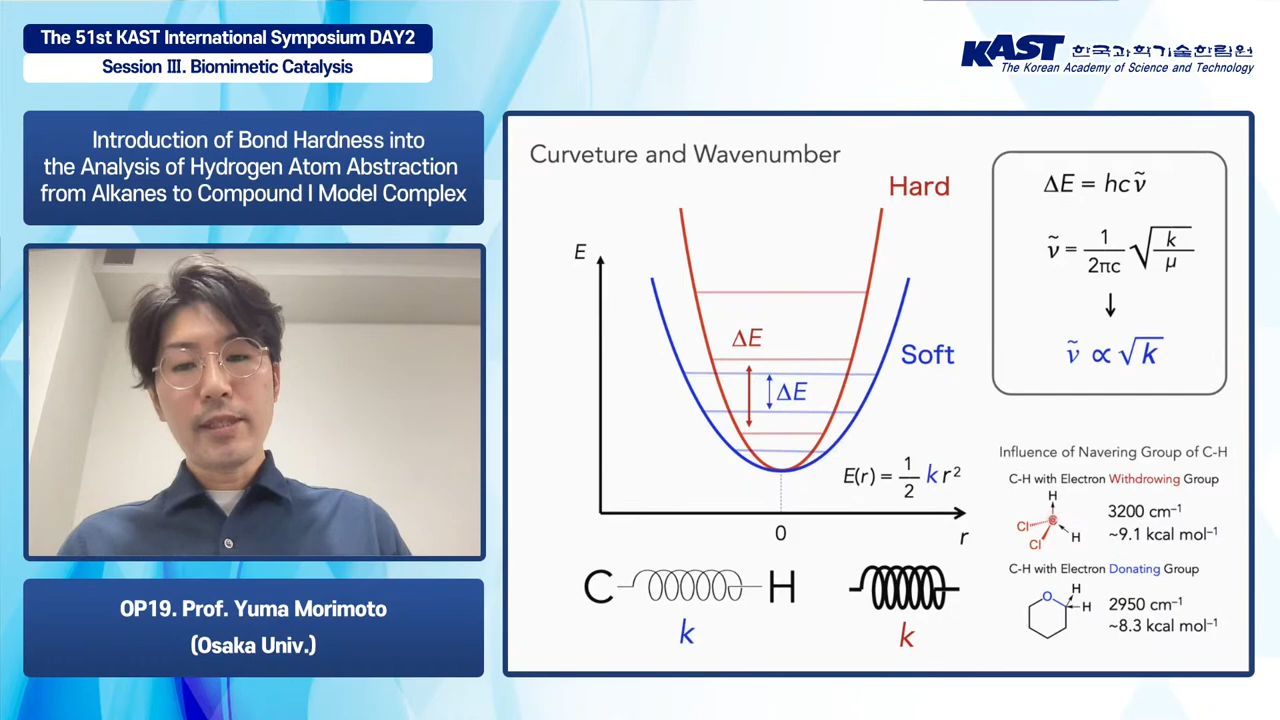 The 51st KAST International Symposium DAY2
Session Ⅲ. Biomimetic Catalysis
KAST 한국과학기술한림원
The Korean Academy of Science and Technology
Introduction of Bond Hardness into
the Analysis of Hydrogen Atom Abstraction
from Alkanes to Compound I Model Complex
OP19. Prof. Yuma Morimoto
(Osaka Univ.)
Curveture and Wavenumber
Hard
E
ΔE
Soft
ΔE
E(r) = 1/2 k r²
0
r
C H
k
k
ΔE = hcν̃
ν̃ = 1/2πc √k/μ
↓
ν̃ ∝ √k
Influence of Navering Group of C-H
C-H with Electron Withdrowing Group
H
Cl C H
Cl
3200 cm⁻¹
~9.1 kcal mol⁻¹
C-H with Electron Donating Group
H
O H
2950 cm⁻¹
~8.3 kcal mol⁻¹